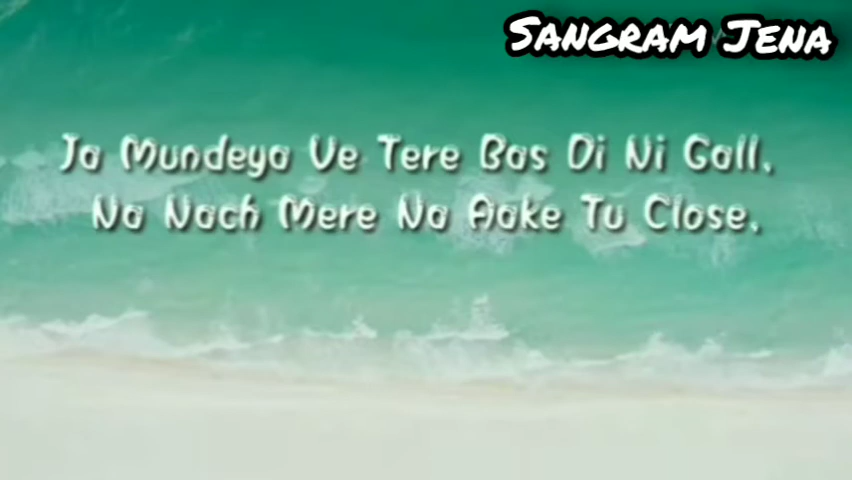 SANGRAM JENA
Ja Mundeya Ve Tere Bas Di Ni Gall,
Na Nach Mere Na Aake Tu Close,